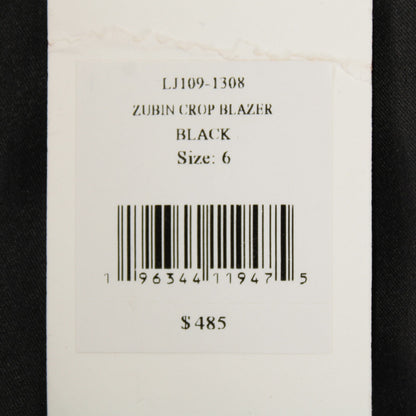 LJ109-1308
ZUBIN CROP BLAZER
BLACK
Size: 6
1 96344 11947 5
$ 485